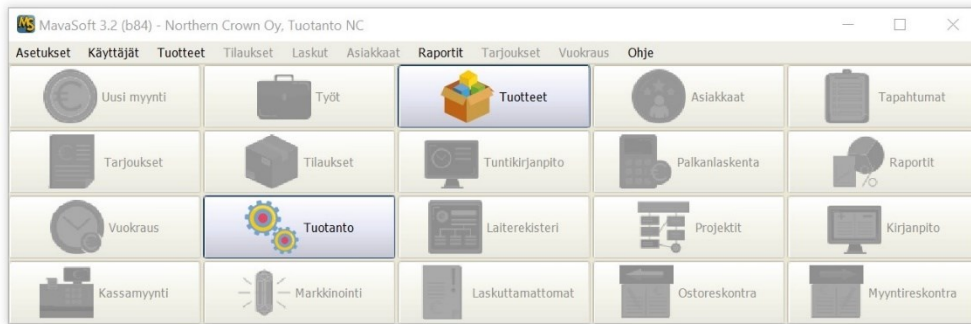 MavaSoft 3.2 (b84) - Northern Crown Oy, Tuotanto NC
Asetukset Käyttäjät Tuotteet Tilaukset Laskut Asiakkaat Raportit Tarjoukset Vuokraus Ohje
Uusi myynti Työt Tuotteet Asiakkaat Tapahtumat
Tarjoukset Tilaukset Tuntikirjanpito Palkanlaskenta Raportit
Vuokraus Tuotanto Laiterekisteri Projektit Kirjanpito
Kassamyynti Markkinointi Laskuttamattomat Ostoreskontra Myyntireskontra